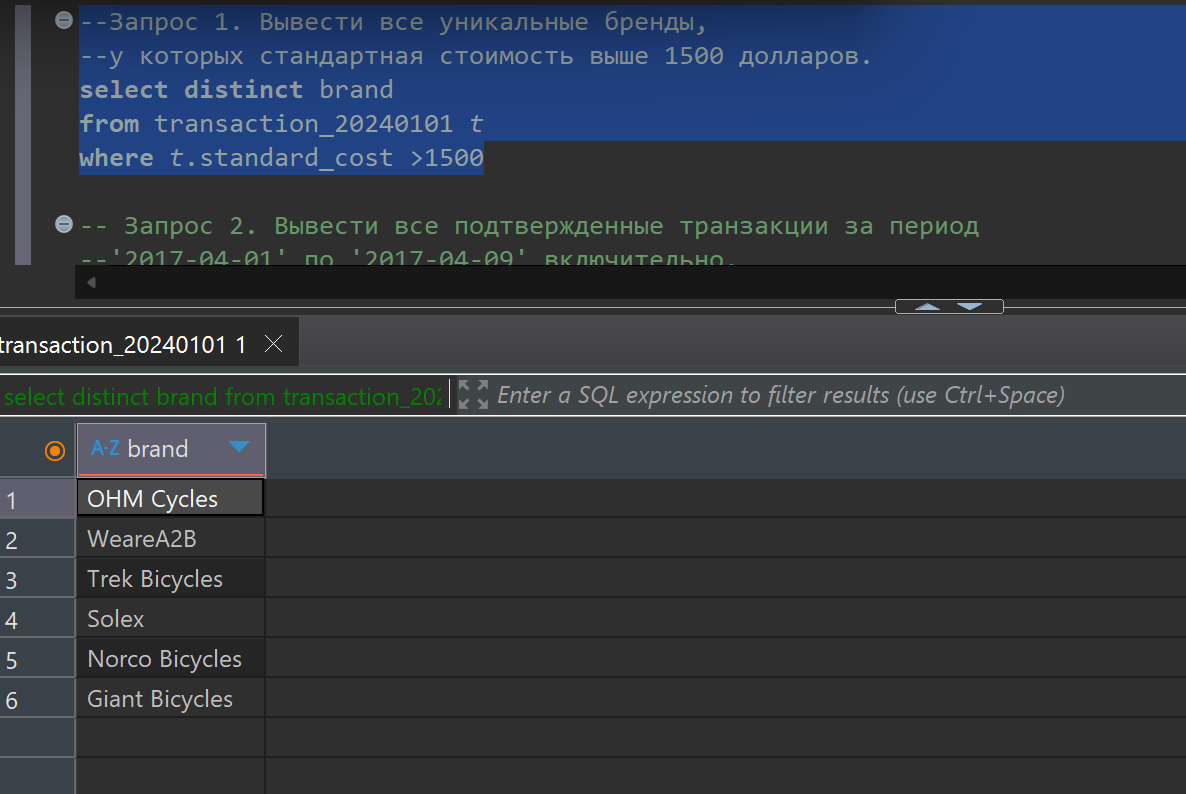 --Запрос 1. Вывести все уникальные бренды,
--у которых стандартная стоимость выше 1500 долларов.
select distinct brand
from transaction_20240101 t
where t.standard_cost >1500
-- Запрос 2. Вывести все подтвержденные транзакции за период
--'2017-04-01' по '2017-04-09' включительно.
transaction_20240101 1
select distinct brand from transaction_202 Enter a SQL expression to filter results (use Ctrl+Space)
A-Z brand
1 OHM Cycles
2 WeareA2B
3 Trek Bicycles
4 Solex
5 Norco Bicycles
6 Giant Bicycles